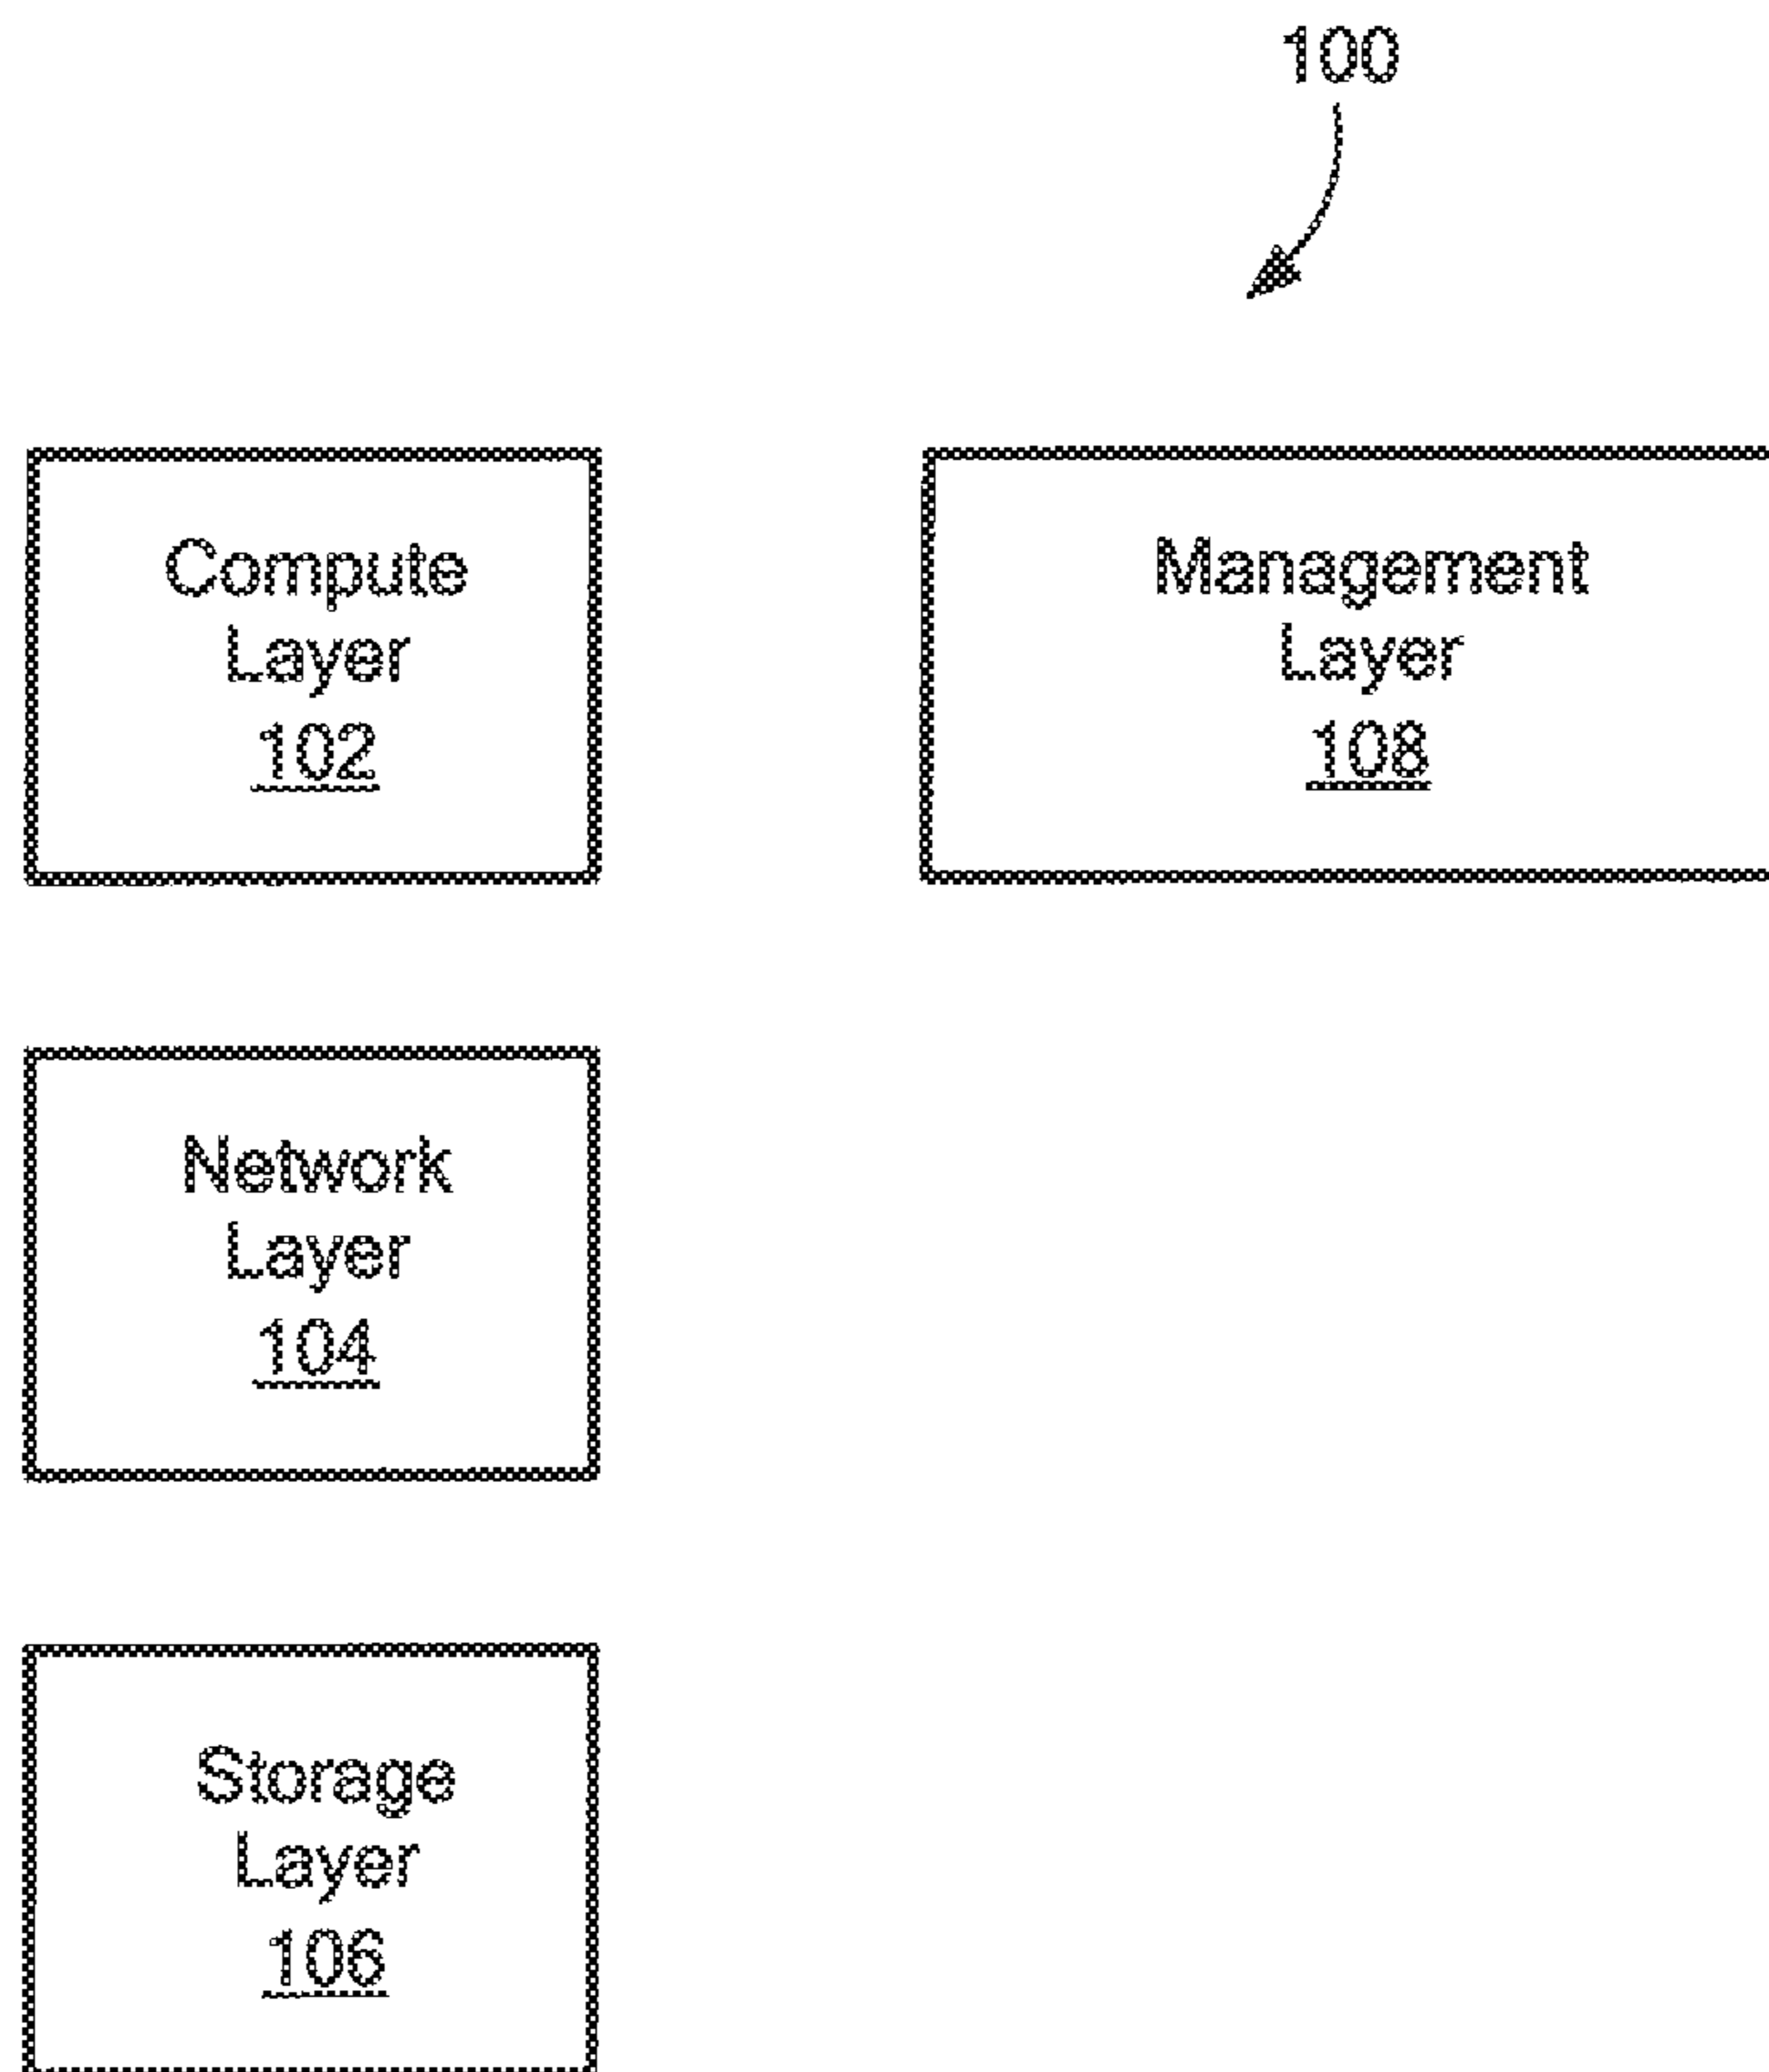 100
Compute
Layer
102
Management
Layer
108
Network
Layer
104
Storage
Layer
106